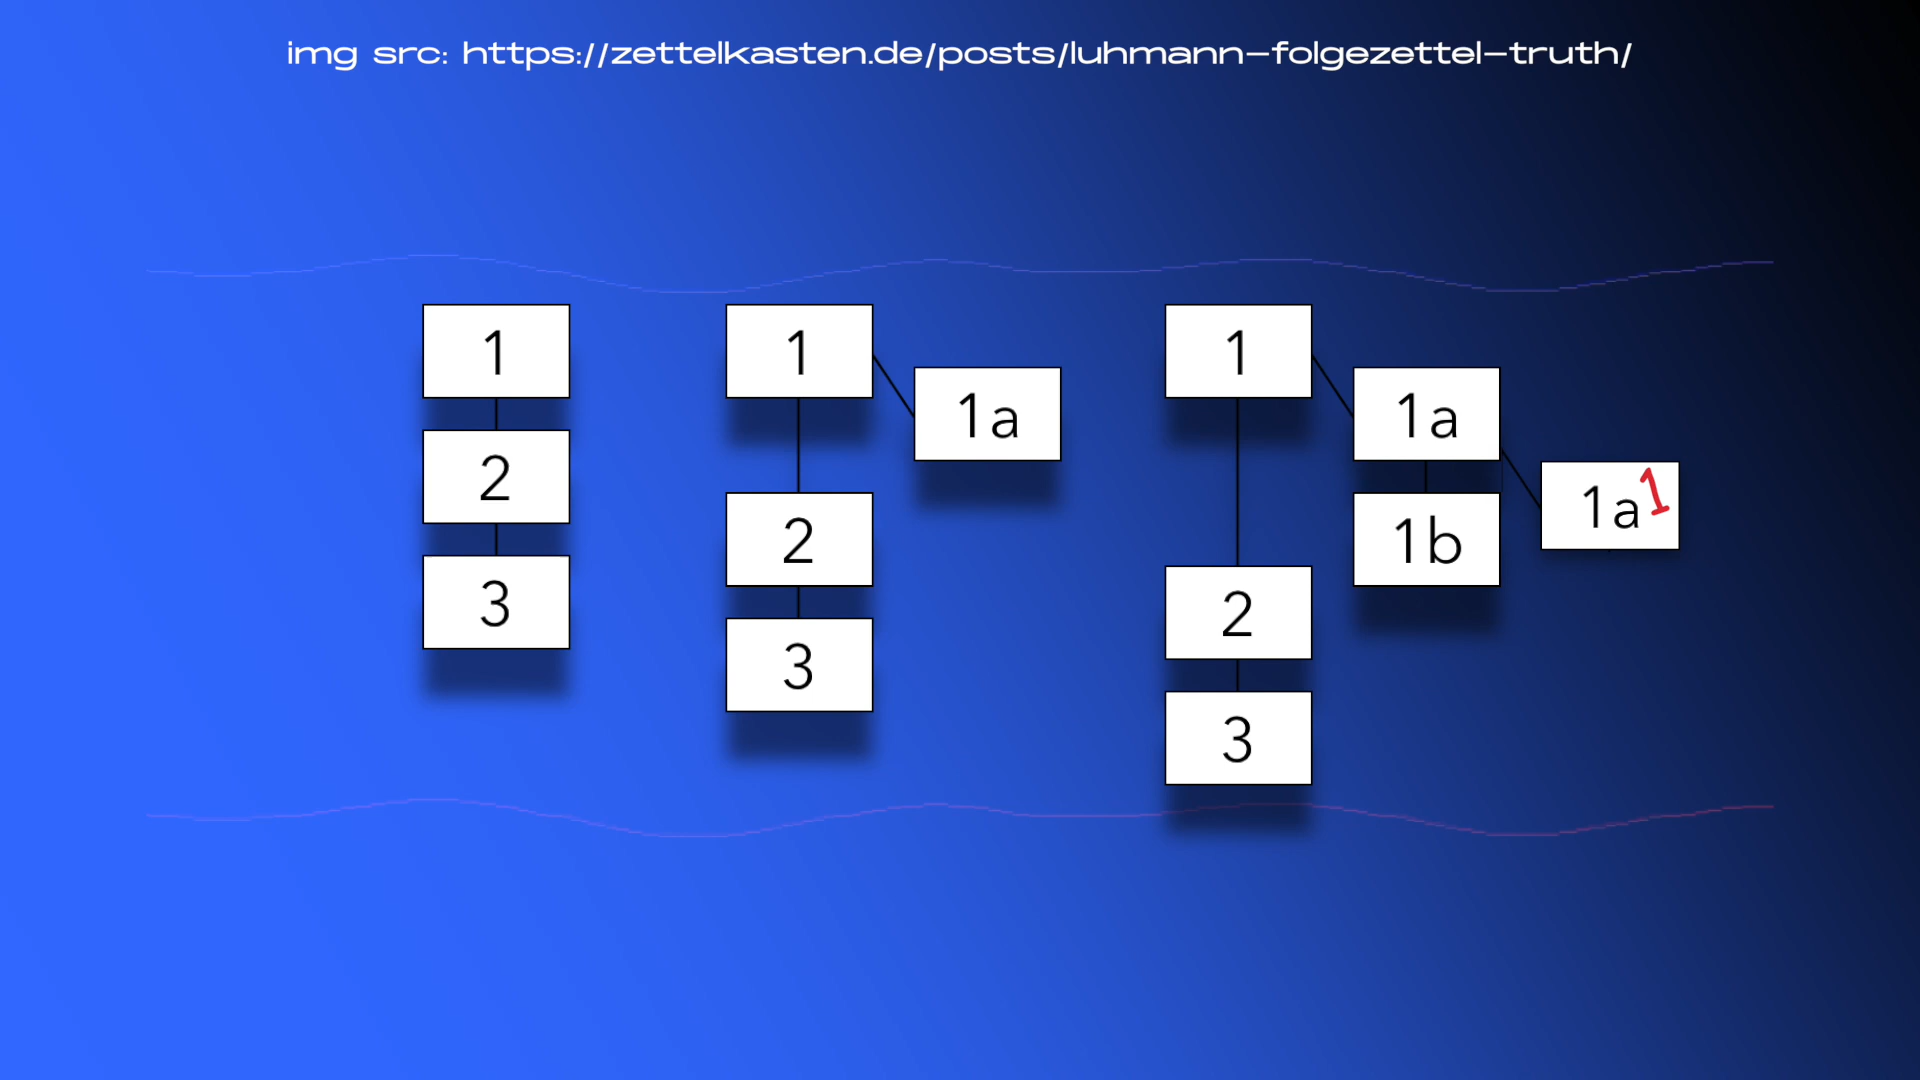 img src: https://zettelkasten.de/posts/luhmann-folgezettel-truth/
1
2
3
1
1a
2
3
1
1a
1b
1a1
2
3